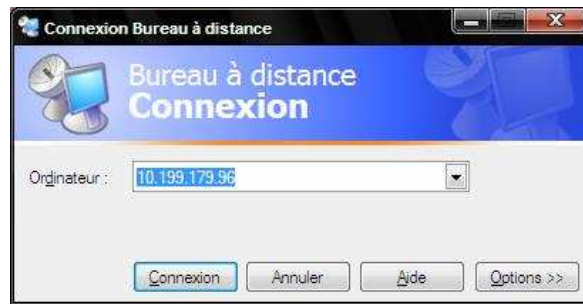 Connexion Bureau à distance
Bureau à distance
Connexion
Ordinateur :
10.199.179.96
Connexion
Annuler
Aide
Options >>